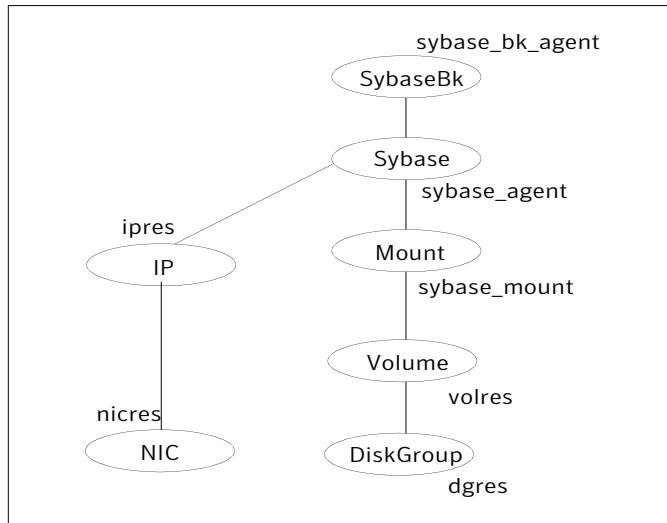 sybase_bk_agent
SybaseBk
Sybase
sybase_agent
ipres
IP
Mount
sybase_mount
Volume
volres
nicres
NIC
DiskGroup
dgres